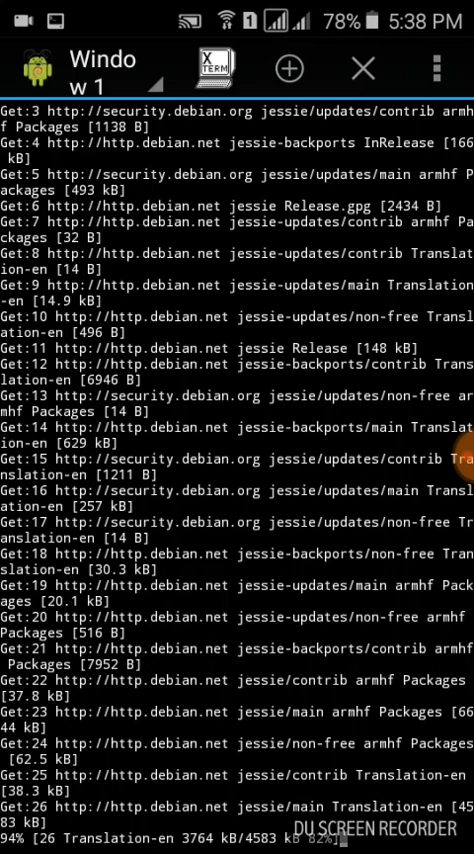 1 78% 5:38 PM
Windo
w 1
X
TERM
Get:3 http://security.debian.org jessie/updates/contrib armh
f Packages [1138 B]
Get:4 http://http.debian.net jessie-backports InRelease [166
 kB]
Get:5 http://security.debian.org jessie/updates/main armhf P
ackages [493 kB]
Get:6 http://http.debian.net jessie Release.gpg [2434 B]
Get:7 http://http.debian.net jessie-updates/contrib armhf Pa
ckages [32 B]
Get:8 http://http.debian.net jessie-updates/contrib Translat
ion-en [14 B]
Get:9 http://http.debian.net jessie-updates/main Translation
-en [14.9 kB]
Get:10 http://http.debian.net jessie-updates/non-free Transl
ation-en [496 B]
Get:11 http://http.debian.net jessie Release [148 kB]
Get:12 http://http.debian.net jessie-backports/contrib Trans
lation-en [6946 B]
Get:13 http://security.debian.org jessie/updates/non-free ar
mhf Packages [14 B]
Get:14 http://http.debian.net jessie-backports/main Translat
ion-en [629 kB]
Get:15 http://security.debian.org jessie/updates/contrib Tra
nslation-en [1211 B]
Get:16 http://security.debian.org jessie/updates/main Transl
ation-en [257 kB]
Get:17 http://security.debian.org jessie/updates/non-free Tr
anslation-en [14 B]
Get:18 http://http.debian.net jessie-backports/non-free Tran
slation-en [30.3 kB]
Get:19 http://http.debian.net jessie-updates/main armhf Pack
ages [20.1 kB]
Get:20 http://http.debian.net jessie-updates/non-free armhf
Packages [516 B]
Get:21 http://http.debian.net jessie-backports/contrib armhf
 Packages [7952 B]
Get:22 http://http.debian.net jessie/contrib armhf Packages
[37.8 kB]
Get:23 http://http.debian.net jessie/main armhf Packages [66
44 kB]
Get:24 http://http.debian.net jessie/non-free armhf Packages
 [62.5 kB]
Get:25 http://http.debian.net jessie/contrib Translation-en
[38.3 kB]
Get:26 http://http.debian.net jessie/main Translation-en [45
83 kB]
94% [26 Translation-en 3764 kB/4583 kB 82%]
DU SCREEN RECORDER